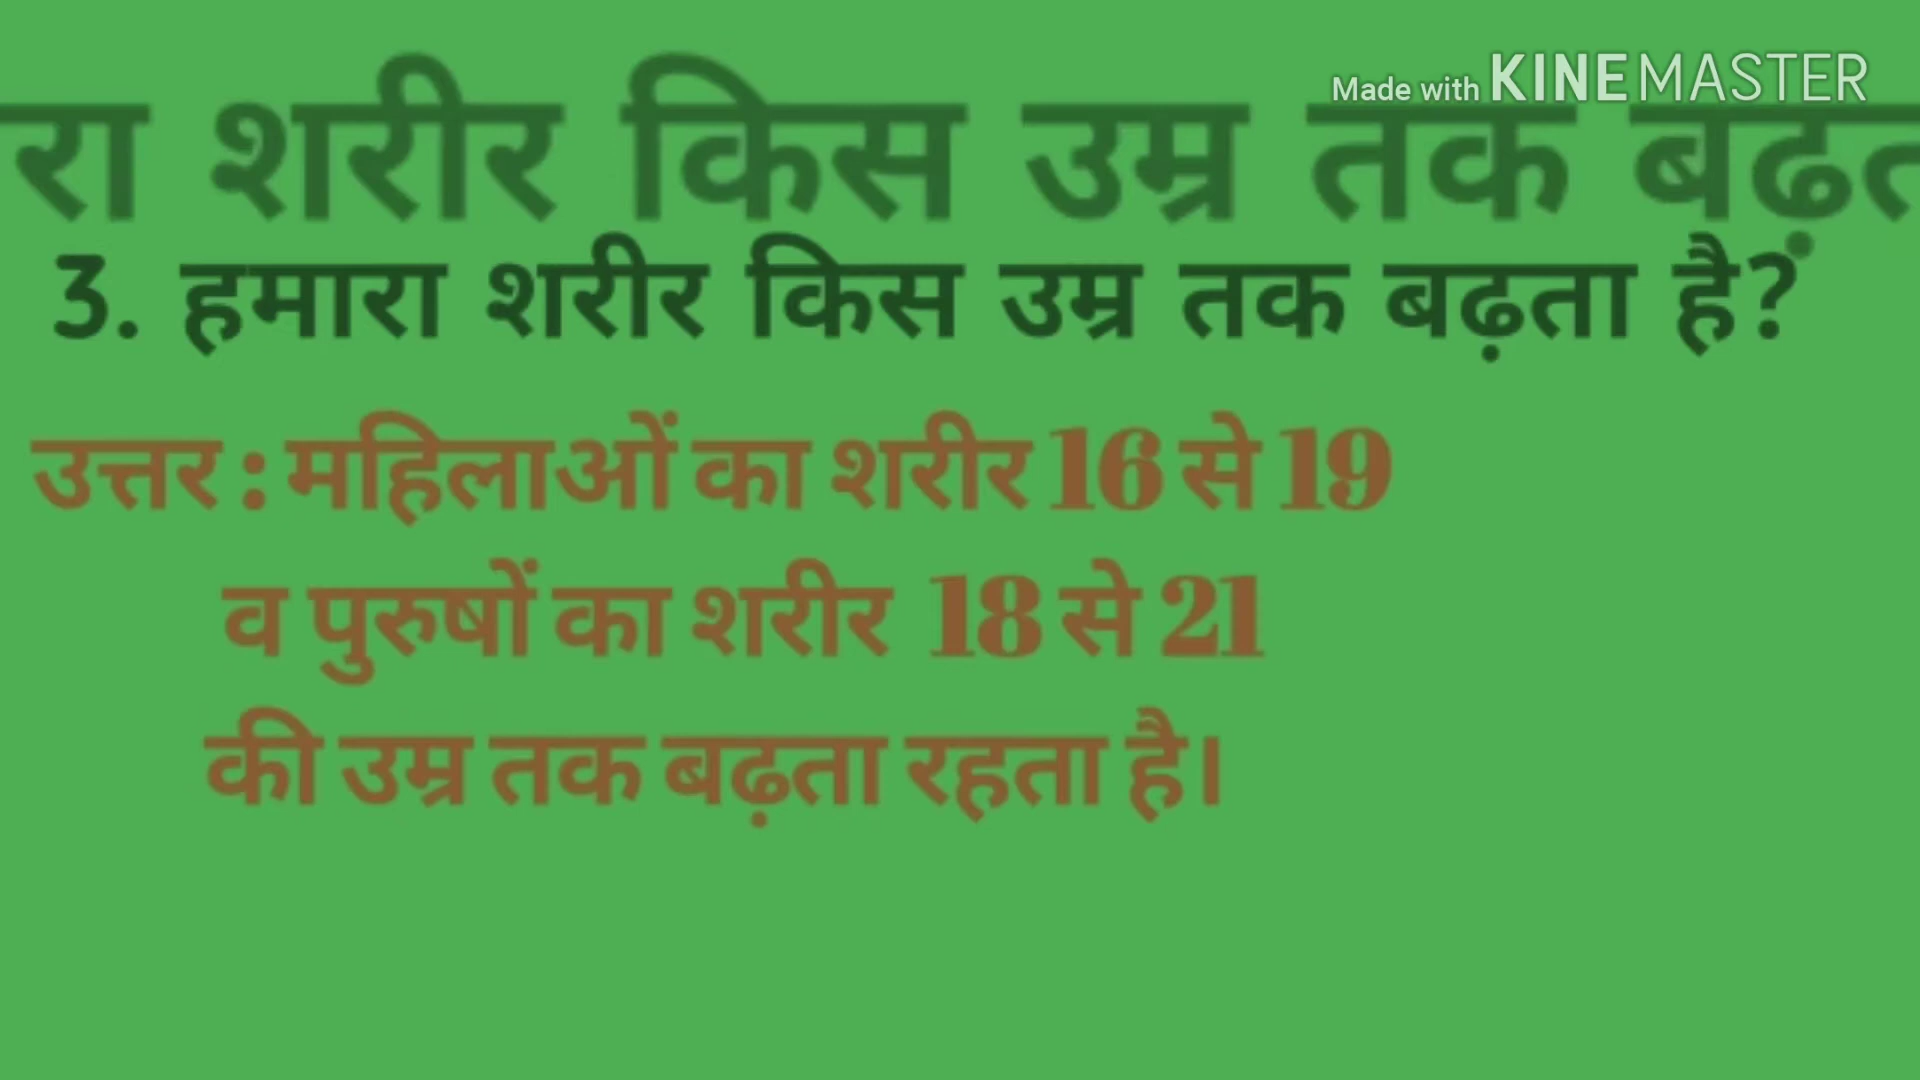 Made with KINEMASTER
रा शरीर किस उम्र तक बढ़त
3. हमारा शरीर किस उम्र तक बढ़ता है?
उत्तर : महिलाओं का शरीर 16 से 19
व पुरुषों का शरीर 18 से 21
की उम्र तक बढ़ता रहता है।